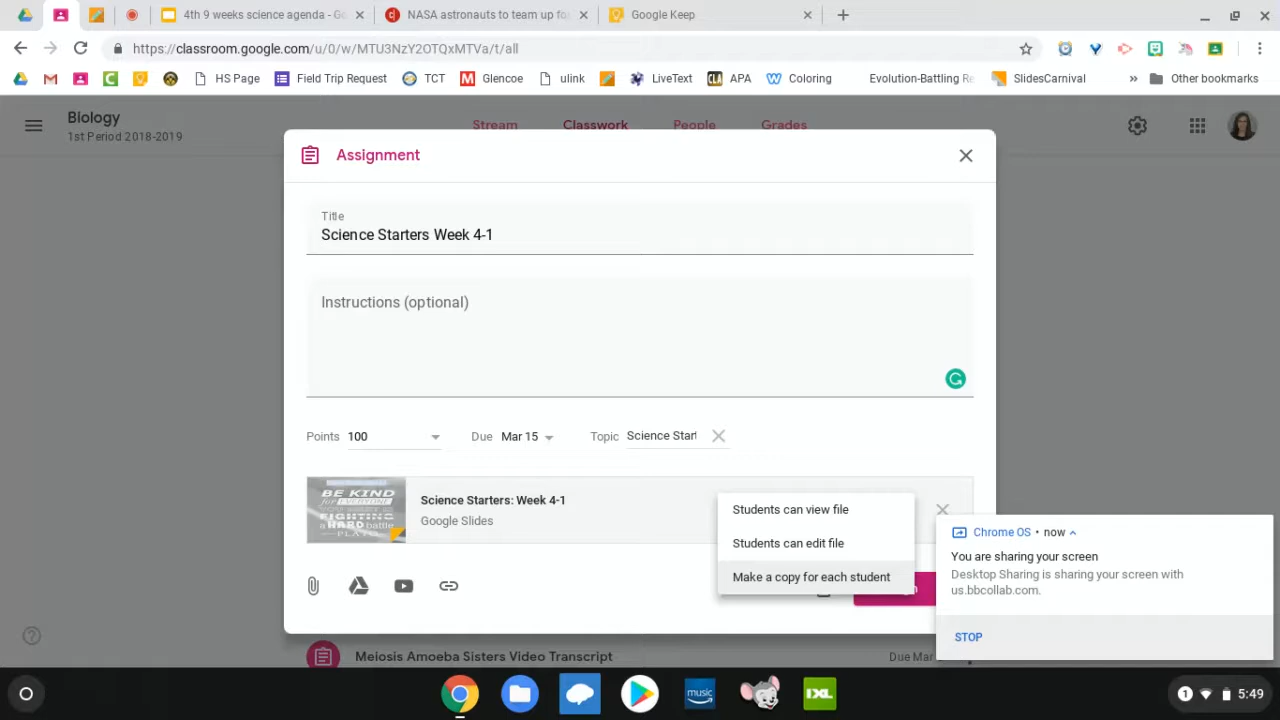 4th 9 weeks science agenda - Go
NASA astronauts to team up fo
Google Keep
https://classroom.google.com/u/0/w/MTU3NzY2OTQxMTVa/t/all
HS Page
Field Trip Request
TCT
Glencoe
ulink
LiveText
APA
Coloring
Evolution-Battling Re
SlidesCarnival
» Other bookmarks
Biology
1st Period 2018-2019
Stream
Classwork
People
Grades
Assignment
Title
Science Starters Week 4-1
Instructions (optional)
Points 100
Due Mar 15
Topic Science Start
BE KIND
for EVERYONE
FIGHTING
a HARD battle
PLATO
Science Starters: Week 4-1
Google Slides
Students can view file
Students can edit file
Make a copy for each student
Chrome OS • now
You are sharing your screen
Desktop Sharing is sharing your screen with
us.bbcollab.com.
STOP
Meiosis Amoeba Sisters Video Transcript
Due Mar
music
IXL
1
5:49